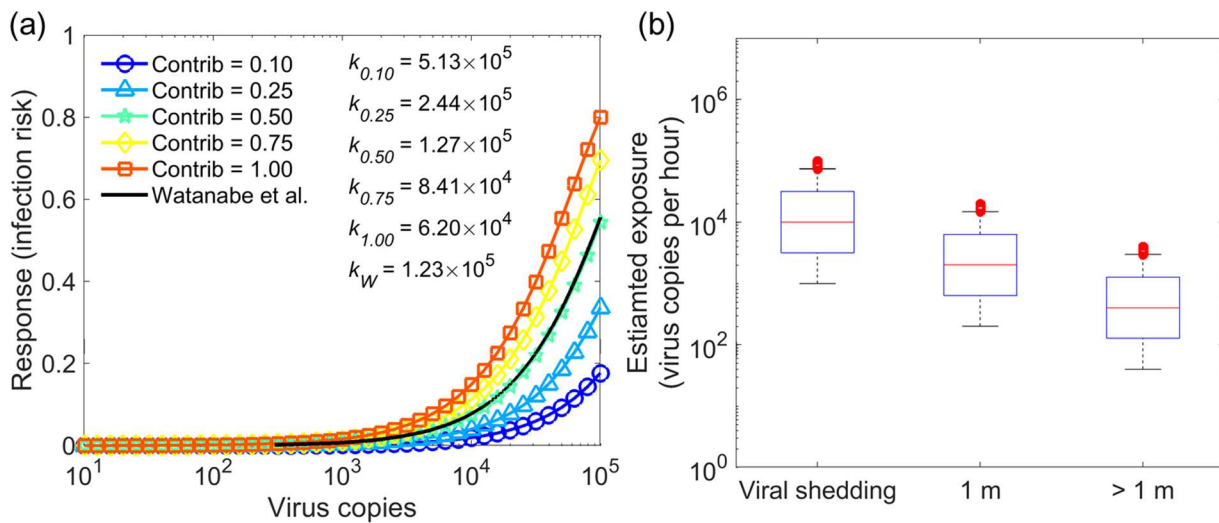 (a)
1
0.8
0.6
0.4
0.2
0
Response (infection risk)
Contrib = 0.10
Contrib = 0.25
Contrib = 0.50
Contrib = 0.75
Contrib = 1.00
Watanabe et al.
k0.10 = 5.13×10^5
k0.25 = 2.44×10^5
k0.50 = 1.27×10^5
k0.75 = 8.41×10^4
k1.00 = 6.20×10^4
kW = 1.23×10^5
10^1 10^2 10^3 10^4 10^5
Virus copies
(b)
Estiamted exposure
(virus copies per hour)
10^6
10^4
10^2
10^0
Viral shedding 1 m > 1 m